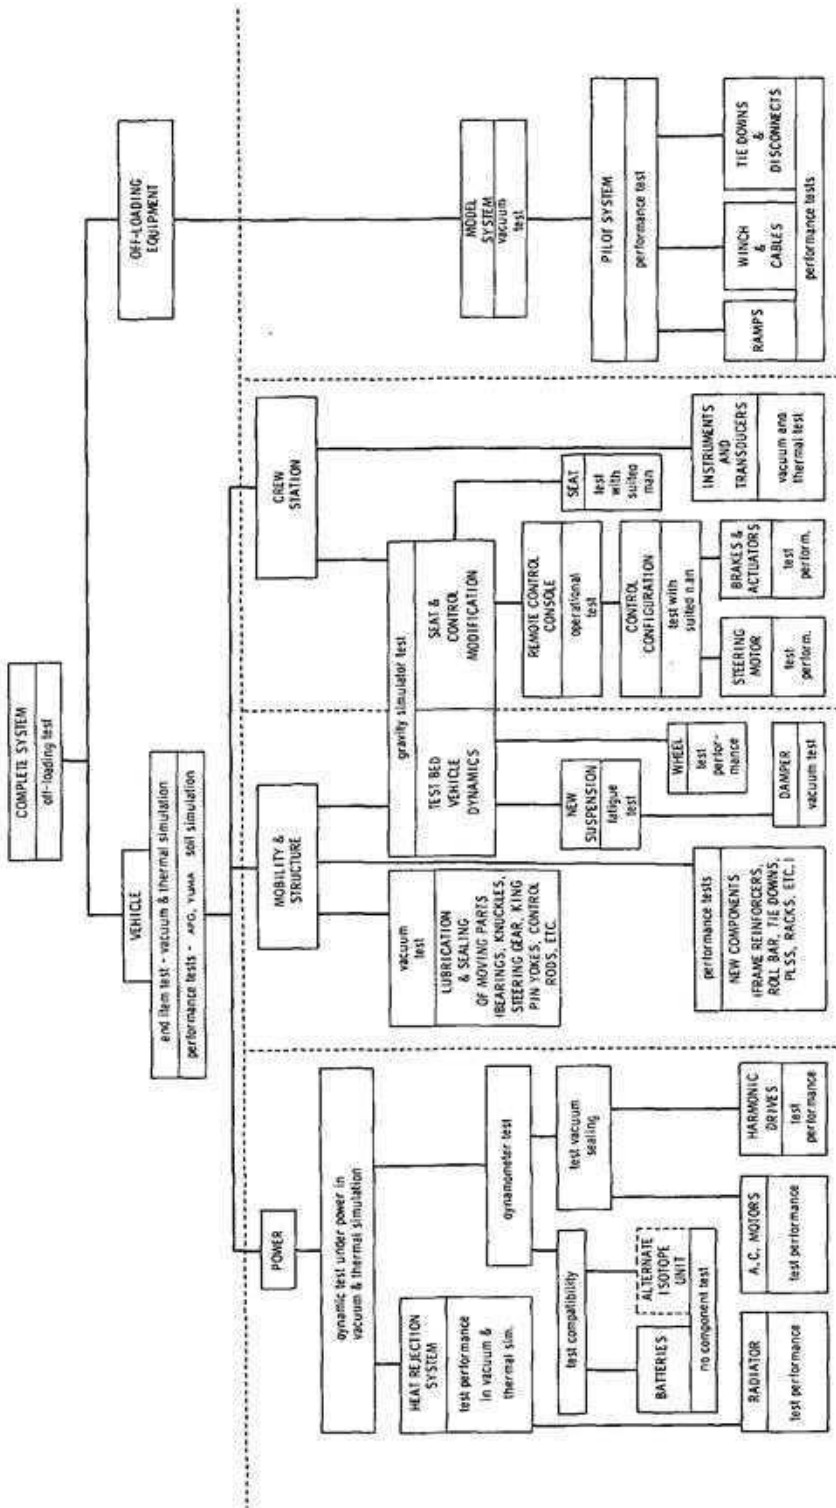 COMPLETE SYSTEM
off-loading test
VEHICLE
end item test - vacuum & thermal simulation
performance tests - APG, YUMA soil simulation
OFF-LOADING
EQUIPMENT
POWER
dynamic test under power in
vacuum & thermal simulation
HEAT REJECTION
SYSTEM
test performance
in vacuum &
thermal sim.
dynamometer test
test compatibility
test vacuum
sealing
BATTERIES
ALTERNATE
ISOTOPE
UNIT
no component test
RADIATOR
test performance
A.C. MOTORS
test performance
HARMONIC
DRIVES
test
performance
MOBILITY &
STRUCTURE
vacuum
test
LUBRICATION
& SEALING
OF MOVING PARTS
(BEARINGS, KNUCKLES,
STEERING GEAR, KING
PIN YOKES, CONTROL
RODS, ETC.
performance tests
NEW COMPONENTS
(FRAME REINFORCERS,
ROLL BAR, TIE DOWNS,
PLSS, RACKS, ETC.)
CREW
STATION
gravity simulator test
TEST BED
VEHICLE
DYNAMICS
SEAT &
CONTROL
MODIFICATION
NEW
SUSPENSION
fatigue
test
WHEEL
test
perfor-
mance
DAMPER
vacuum test
REMOTE CONTROL
CONSOLE
operational
test
SEAT
test
with
suited
man
CONTROL
CONFIGURATION
test with
suited n.an
STEERING
MOTOR
test
perform.
BRAKES &
ACTUATORS
test
perform.
INSTRUMENTS
AND
TRANSDUCERS
vacuum and
thermal test
MODEL
SYSTEM
vacuum
test
PILOT SYSTEM
performance test
RAMPS
WINCH
&
CABLES
TIE DOWNS
&
DISCONNECTS
performance tests